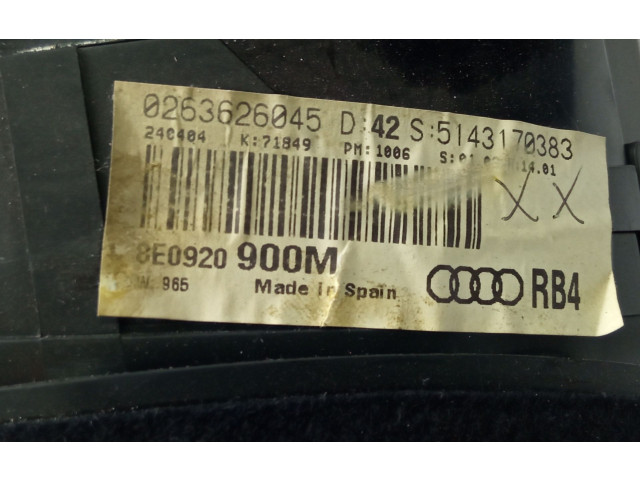 0263626045 D:42 S:5143170383
240404 K:71849 PM:1006
X X
8E0920 900M
W. 965 Made in Spain RB4